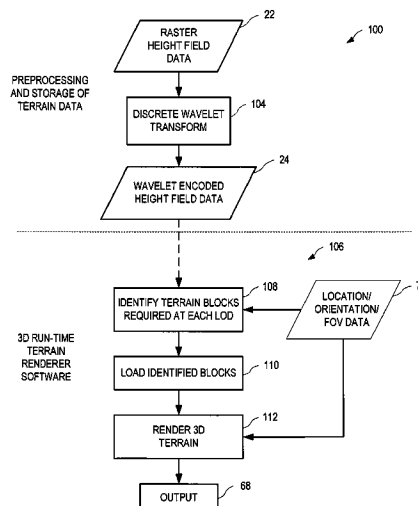 22
100
RASTER
HEIGHT FIELD
DATA
PREPROCESSING
AND STORAGE OF
TERRAIN DATA
104
DISCRETE WAVELET
TRANSFORM
24
WAVELET ENCODED
HEIGHT FIELD DATA
106
108
IDENTIFY TERRAIN BLOCKS
REQUIRED AT EACH LOD
LOCATION/
ORIENTATION/
FOV DATA
110
3D RUN-TIME
TERRAIN
RENDERER
SOFTWARE
LOAD IDENTIFIED BLOCKS
112
RENDER 3D
TERRAIN
68
OUTPUT